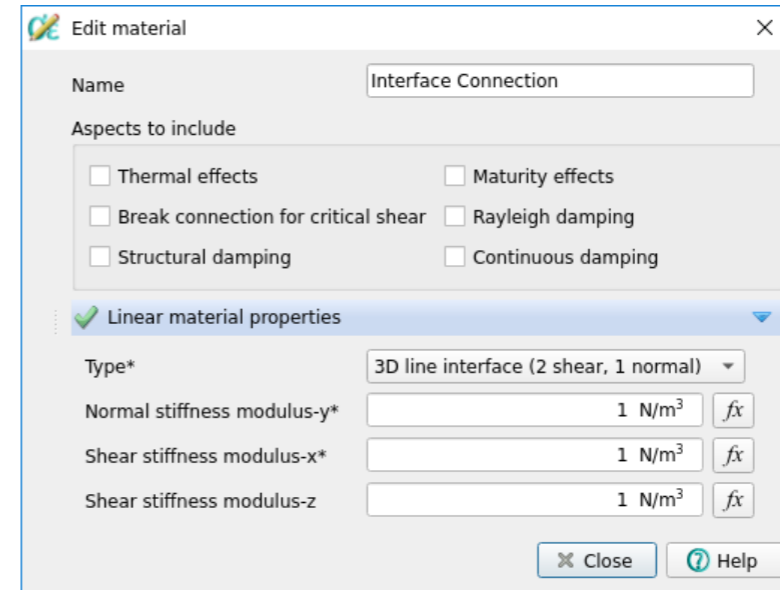 Edit material
Name Interface Connection
Aspects to include
Thermal effects Maturity effects
Break connection for critical shear Rayleigh damping
Structural damping Continuous damping
Linear material properties
Type* 3D line interface (2 shear, 1 normal)
Normal stiffness modulus-y* 1 N/m³ fx
Shear stiffness modulus-x* 1 N/m³ fx
Shear stiffness modulus-z 1 N/m³ fx
Close Help